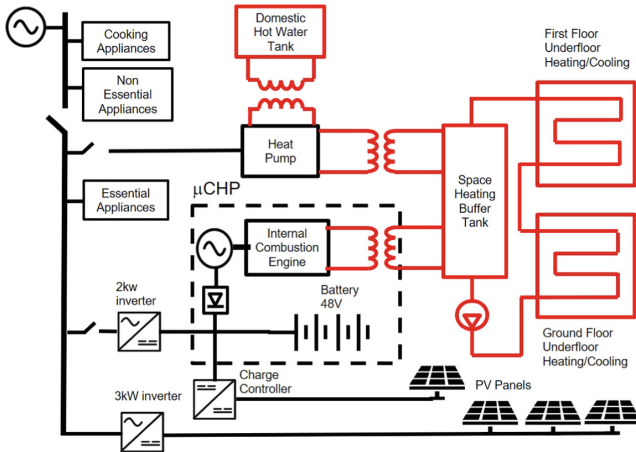 Cooking
Appliances
Non
Essential
Appliances
Domestic
Hot Water
Tank
First Floor
Underfloor
Heating/Cooling
Heat
Pump
Essential
Appliances
μCHP
Space
Heating
Buffer
Tank
Internal
Combustion
Engine
2kw
inverter
Battery
48V
Ground Floor
Underfloor
Heating/Cooling
Charge
Controller
PV Panels
3kW inverter